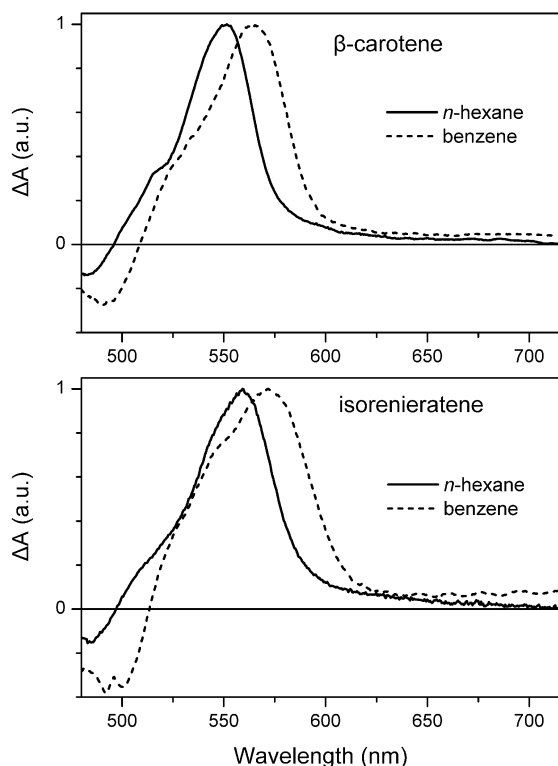 1
β-carotene
n-hexane
benzene
ΔA (a.u.)
0
500 550 600 650 700
1
isorenieratene
n-hexane
benzene
ΔA (a.u.)
0
500 550 600 650 700
Wavelength (nm)